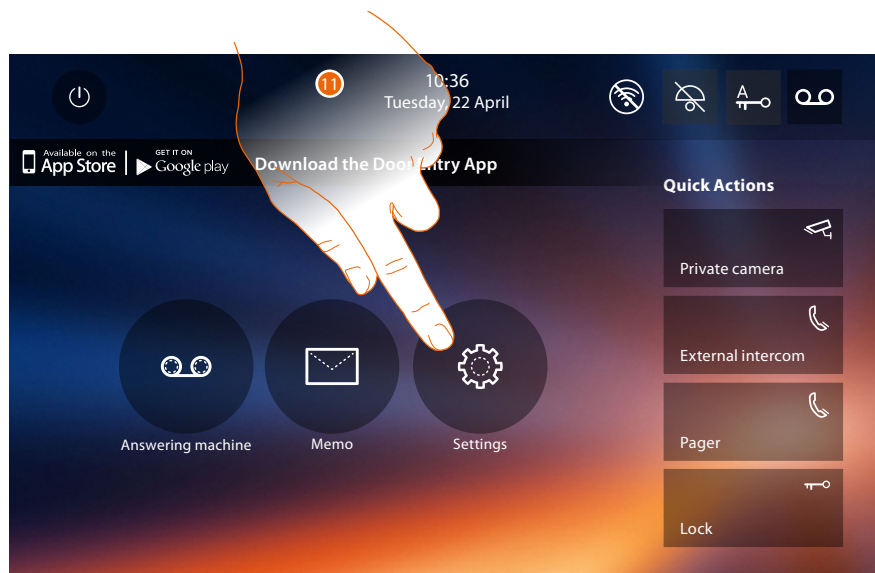 11
10:36
Tuesday, 22 April
A
Available on the
App Store
GET IT ON
Google play
Download the Door Entry App
Quick Actions
Private camera
External intercom
Pager
Lock
Answering machine
Memo
Settings